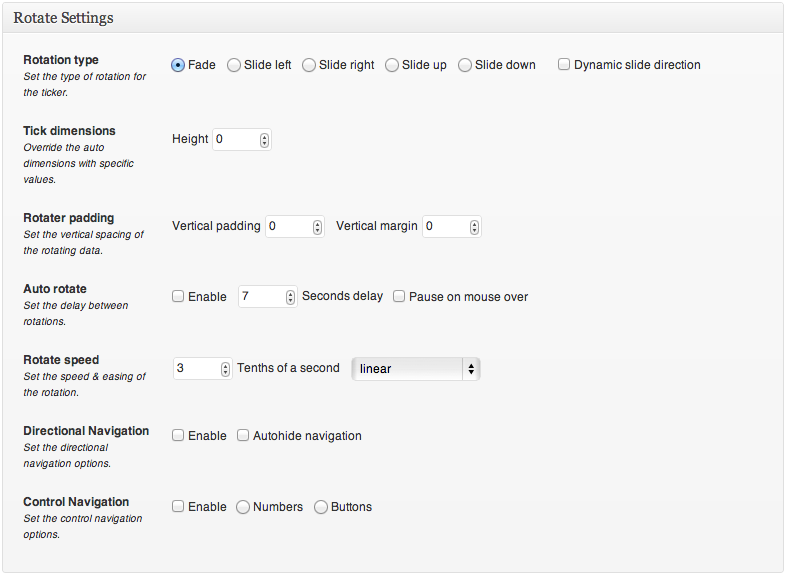 Rotate Settings
Rotation type
Set the type of rotation for
the ticker.
Fade Slide left Slide right Slide up Slide down Dynamic slide direction
Tick dimensions
Override the auto
dimensions with specific
values.
Height 0
Rotater padding
Set the vertical spacing of
the rotating data.
Vertical padding 0 Vertical margin 0
Auto rotate
Set the delay between
rotations.
Enable 7 Seconds delay Pause on mouse over
Rotate speed
Set the speed & easing of
the rotation.
3 Tenths of a second linear
Directional Navigation
Set the directional
navigation options.
Enable Autohide navigation
Control Navigation
Set the control navigation
options.
Enable Numbers Buttons